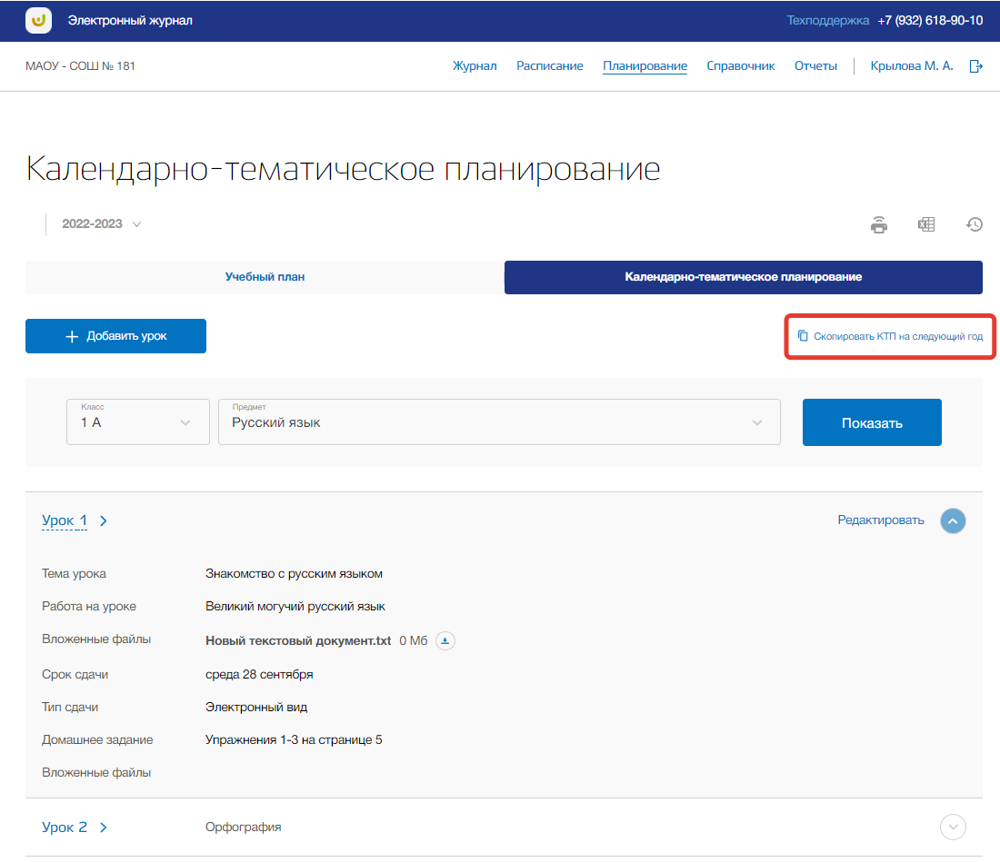 Электронный журнал
Техподдержка +7 (932) 618-90-10
МАОУ - СОШ № 181
Журнал Расписание Планирование Справочник Отчеты Крылова М. А.
Календарно-тематическое планирование
2022-2023
Учебный план Календарно-тематическое планирование
Добавить урок
Скопировать КТП на следующий год
Класс
1 А
Предмет
Русский язык
Показать
Урок 1
Редактировать
Тема урока Знакомство с русским языком
Работа на уроке Великий могучий русский язык
Вложенные файлы Новый текстовый документ.txt 0 Мб
Срок сдачи среда 28 сентября
Тип сдачи Электронный вид
Домашнее задание Упражнения 1-3 на странице 5
Вложенные файлы
Урок 2 Орфография